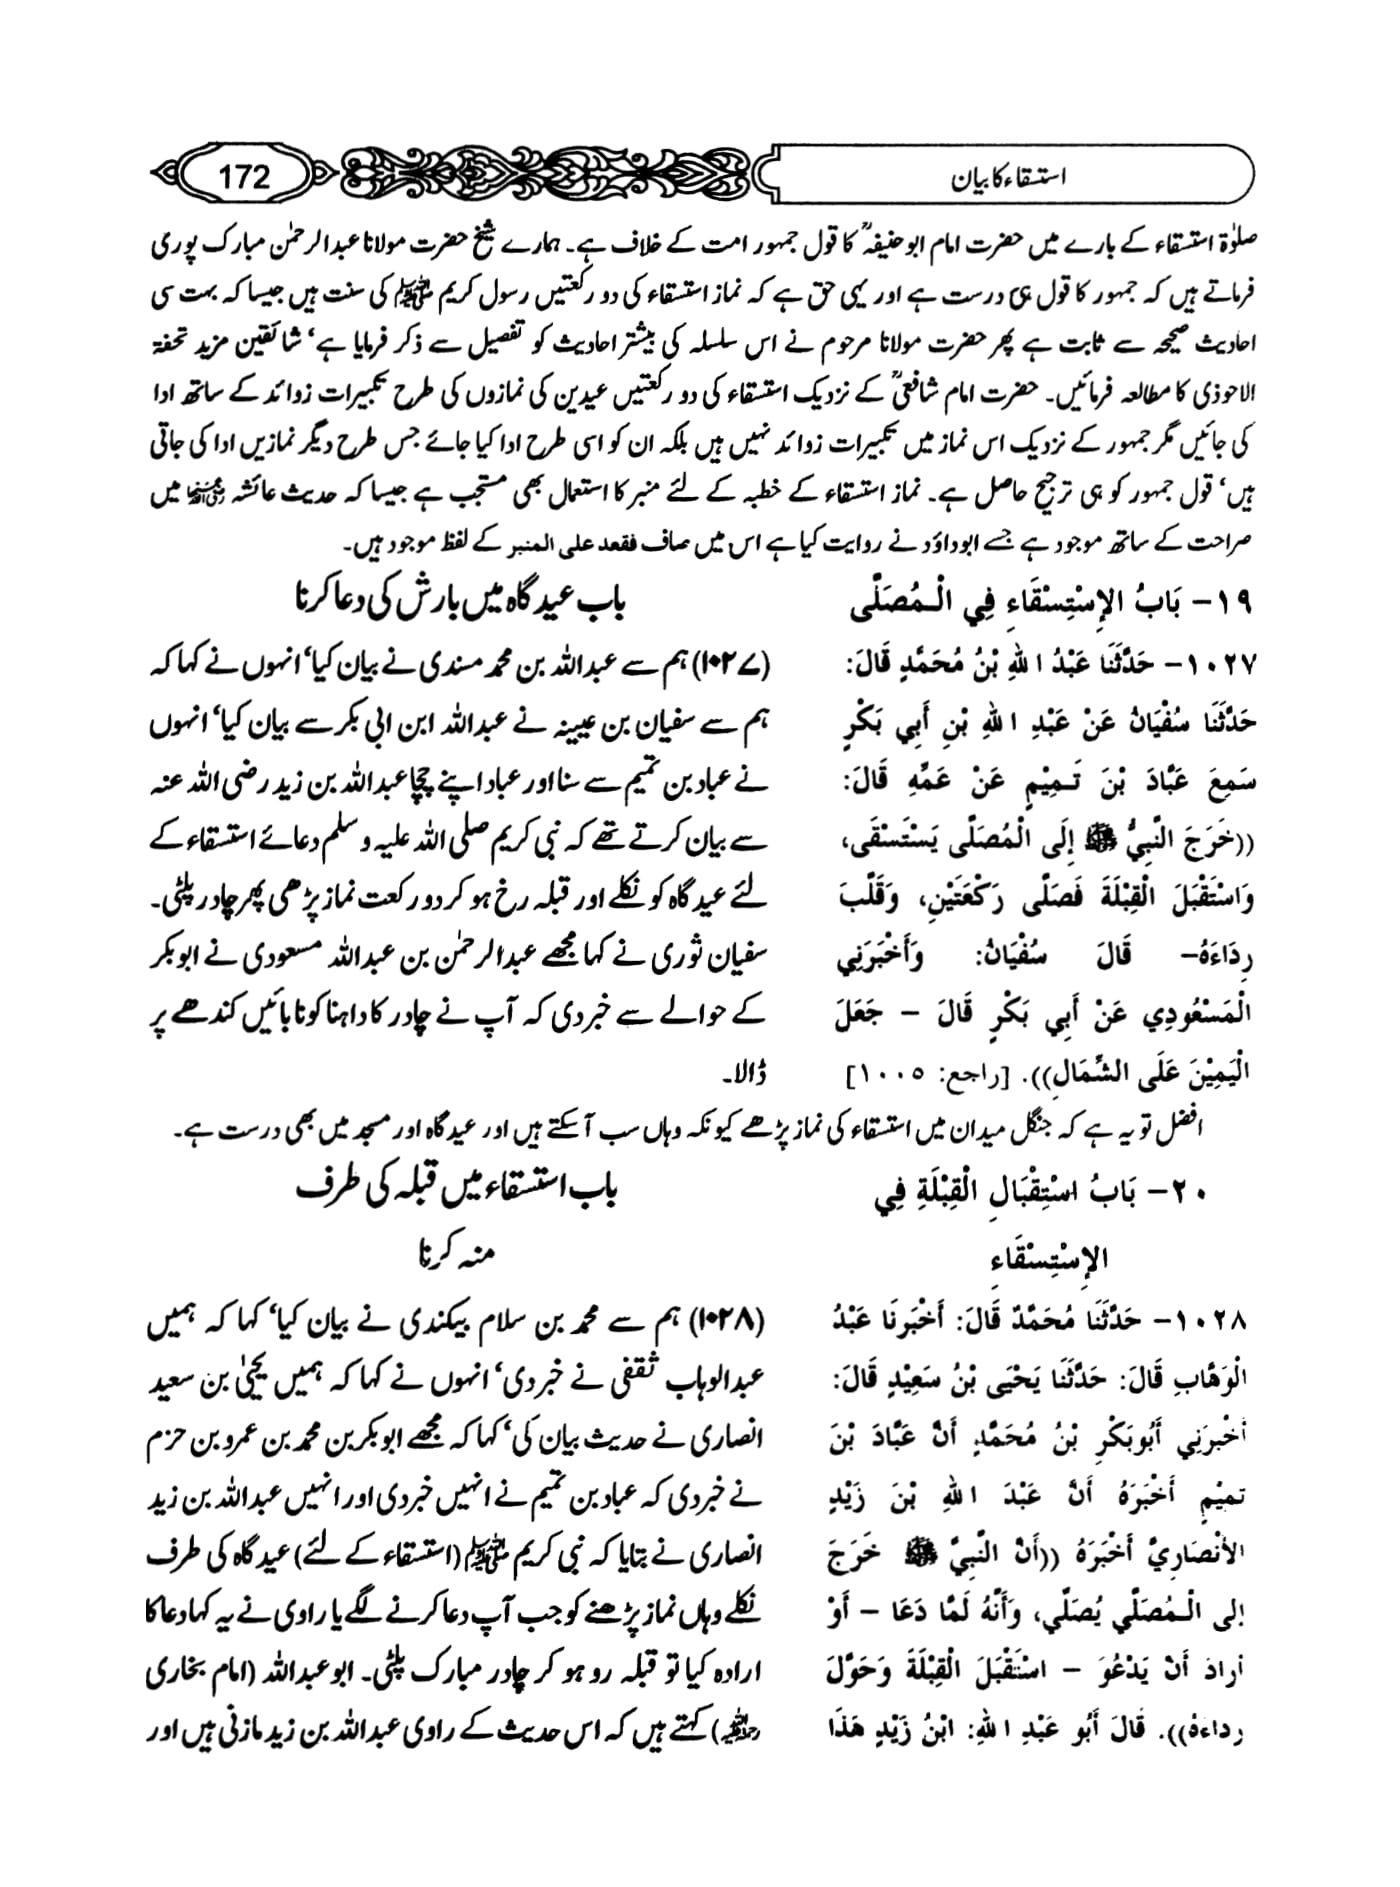 استسقاء کا بیان
172
صلوٰۃ استسقاء کے بارے میں حضرت امام ابو حنیفہؒ کا قول جمہور امت کے خلاف ہے۔ ہمارے شیخ حضرت مولانا عبدالرحمٰن مبارک پوری
فرماتے ہیں کہ جمہور کا قول ہی درست ہے اور یہی حق ہے کہ نماز استسقاء کی دو رکعتیں رسول کریم ﷺ کی سنت ہیں جیسا کہ بہت سی
احادیث صحیحہ سے ثابت ہے پھر حضرت مولانا مرحوم نے اس سلسلہ کی بیشتر احادیث کو تفصیل سے ذکر فرمایا ہے‘ شائقین مزید تحفۃ
الاحوذی کا مطالعہ فرمائیں۔ حضرت امام شافعیؒ کے نزدیک استسقاء کی دو رکعتیں عیدین کی نمازوں کی طرح تکبیرات زوائد کے ساتھ ادا
کی جائیں مگر جمہور کے نزدیک اس نماز میں تکبیرات زوائد نہیں ہیں بلکہ ان کو اسی طرح ادا کیا جائے جس طرح دیگر نمازیں ادا کی جاتی
ہیں‘ قول جمہور کو ہی ترجیح حاصل ہے۔ نماز استسقاء کے خطبہ کے لئے منبر کا استعمال بھی مستحب ہے جیسا کہ حدیث عائشہ رضی اللہ عنہا میں
صراحت کے ساتھ موجود ہے جسے ابوداؤد نے روایت کیا ہے اس میں صاف فقعد علی المنبر کے لفظ موجود ہیں۔
١٩- بَابُ الإِسْتِسْقَاءِ فِي الْـمُصَلَّى
١٠٢٧- حَدَّثَنَا عَبْدُ اللهِ بْنُ مُحَمَّدٍ قَالَ:
حَدَّثَنَا سُفْيَانُ عَنْ عَبْدِ اللهِ بْنِ أَبِي بَكْرٍ
سَمِعَ عَبَّادَ بْنَ تَمِيْمٍ عَنْ عَمِّهِ قَالَ:
((خَرَجَ النَّبِيُّ ﷺ إِلَى الْمُصَلَّى يَسْتَسْقَى،
وَاسْتَقْبَلَ الْقِبْلَةَ فَصَلَّى رَكْعَتَيْنِ، وَقَلَّبَ
رِدَاءَهُ- قَالَ سُفْيَانُ: وَأَخْبَرَنِي
الْمَسْعُودِي عَنْ أَبِي بَكْرٍ قَالَ - جَعَلَ
الْيَمِيْنَ عَلَى الشِّمَالِ)). [راجع: ١٠٠٥]
باب عید گاہ میں بارش کی دعا کرنا
(۱۰۲۷) ہم سے عبداللہ بن محمد مسندی نے بیان کیا‘ انہوں نے کہا کہ
ہم سے سفیان بن عیینہ نے عبداللہ ابن ابی بکر سے بیان کیا‘ انہوں
نے عباد بن تمیم سے سنا اور عباد اپنے چچا عبداللہ بن زید رضی اللہ عنہ
سے بیان کرتے تھے کہ نبی کریم صلی اللہ علیہ و سلم دعائے استسقاء کے
لئے عید گاہ کو نکلے اور قبلہ رخ ہو کر دو رکعت نماز پڑھی پھر چادر پلٹی۔
سفیان ثوری نے کہا مجھے عبدالرحمٰن بن عبداللہ مسعودی نے ابوبکر
کے حوالے سے خبر دی کہ آپ نے چادر کا داہنا کونا بائیں کندھے پر
ڈالا۔
افضل تو یہ ہے کہ جنگل میدان میں استسقاء کی نماز پڑھے کیونکہ وہاں سب آسکتے ہیں اور عید گاہ اور مسجد میں بھی درست ہے۔
٢٠- بَابُ اسْتِقْبَالِ الْقِبْلَةِ فِي
الإِسْتِسْقَاءِ
١٠٢٨- حَدَّثَنَا مُحَمَّدٌ قَالَ: أَخْبَرَنَا عَبْدُ
الْوَهَّابِ قَالَ: حَدَّثَنَا يَحْيَى بْنُ سَعِيْدٍ قَالَ:
أَخْبَرَنِي أَبُوبَكْرِ بْنُ مُحَمَّدٍ أَنَّ عَبَّادَ بْنَ
تَمِيْمٍ أَخْبَرَهُ أَنَّ عَبْدَ اللهِ بْنَ زَيْدٍ
الأَنْصَارِيَّ أَخْبَرَهُ ((أَنَّ النَّبِيَّ ﷺ خَرَجَ
إِلَى الْـمُصَلَّي يُصَلِّي، وَأَنَّهُ لَمَّا دَعَا - أَوْ
أَرَادَ أَنْ يَدْعُوَ - اسْتَقْبَلَ الْقِبْلَةَ وَحَوَّلَ
رِدَاءَهُ)). قَالَ أَبُو عَبْدِ اللهِ: ابْنُ زَيْدٍ هَذَا
باب استسقاء میں قبلہ کی طرف
منہ کرنا
(۱۰۲۸) ہم سے محمد بن سلام بیکندی نے بیان کیا‘ کہا کہ ہمیں
عبدالوہاب ثقفی نے خبر دی‘ انہوں نے کہا کہ ہمیں یحییٰ بن سعید
انصاری نے حدیث بیان کی‘ کہا کہ مجھے ابوبکر بن محمد بن عمرو بن حزم
نے خبر دی کہ عباد بن تمیم نے انہیں خبر دی اور انہیں عبداللہ بن زید
انصاری نے بتایا کہ نبی کریم ﷺ (استسقاء کے لئے) عید گاہ کی طرف
نکلے وہاں نماز پڑھنے کو جب آپ دعا کرنے لگے یا راوی نے یہ کہا دعا کا
ارادہ کیا تو قبلہ رو ہو کر چادر مبارک پلٹی۔ ابو عبداللہ (امام بخاری
رحمۃ اللہ علیہ) کہتے ہیں کہ اس حدیث کے راوی عبداللہ بن زید مازنی ہیں اور